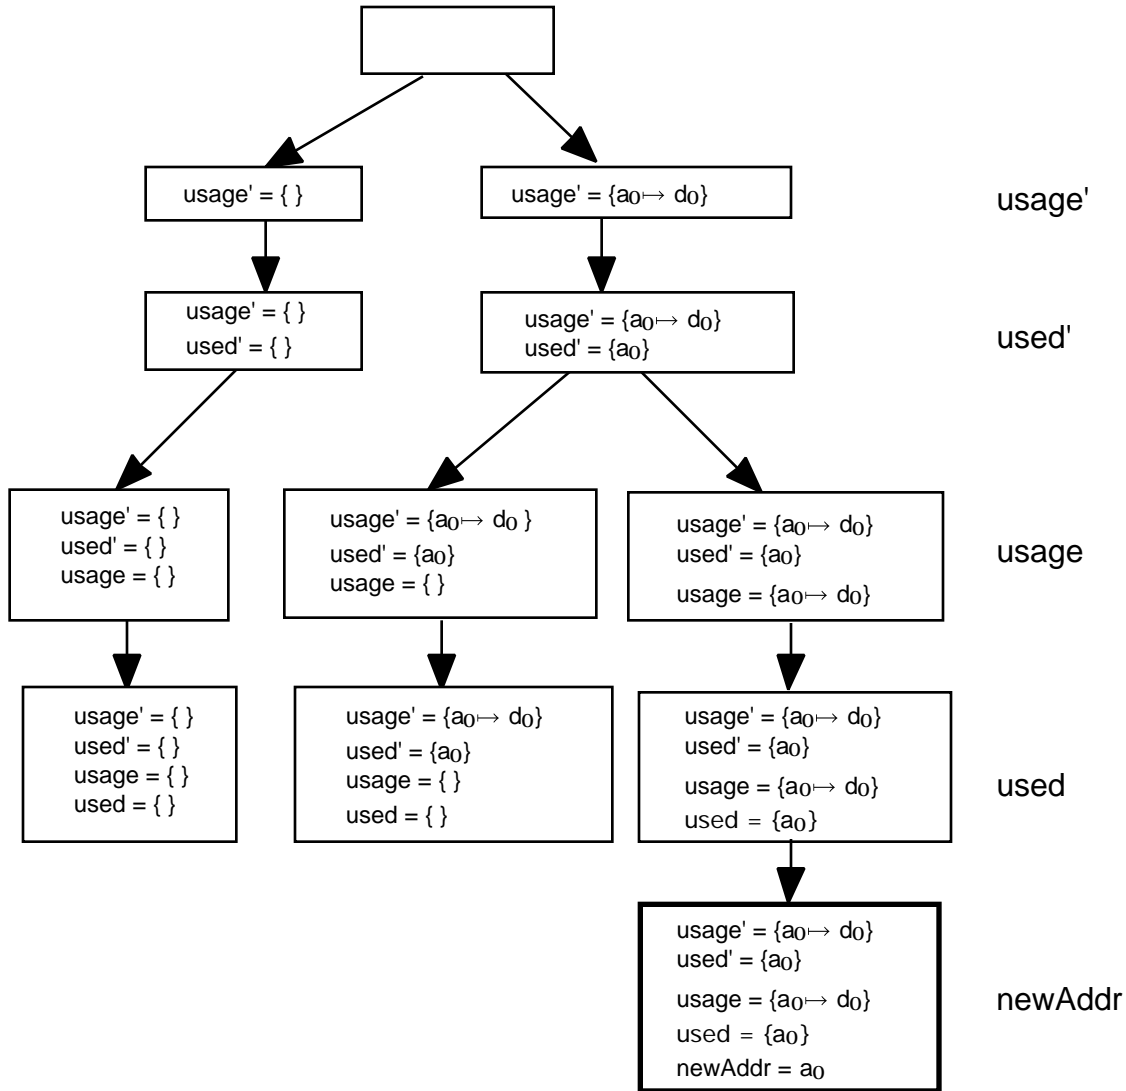 usage' = { }
usage' = {a0↦ d0}
usage'
usage' = { }
used' = { }
usage' = {a0↦ d0}
used' = {a0}
used'
usage' = { }
used' = { }
usage = { }
usage' = {a0↦ d0 }
used' = {a0}
usage = { }
usage' = {a0↦ d0}
used' = {a0}
usage = {a0↦ d0}
usage
usage' = { }
used' = { }
usage = { }
used = { }
usage' = {a0↦ d0}
used' = {a0}
usage = { }
used = { }
usage' = {a0↦ d0}
used' = {a0}
usage = {a0↦ d0}
used = {a0}
used
usage' = {a0↦ d0}
used' = {a0}
usage = {a0↦ d0}
used = {a0}
newAddr = a0
newAddr